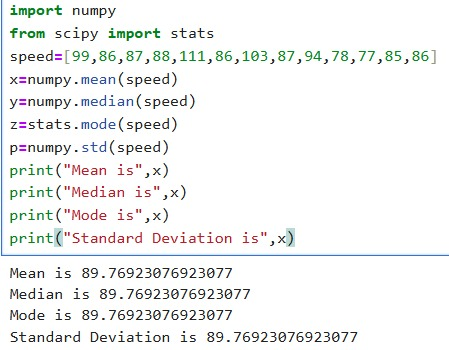 import numpy
from scipy import stats
speed=[99,86,87,88,111,86,103,87,94,78,77,85,86]
x=numpy.mean(speed)
y=numpy.median(speed)
z=stats.mode(speed)
p=numpy.std(speed)
print("Mean is",x)
print("Median is",x)
print("Mode is",x)
print("Standard Deviation is",x)
Mean is 89.76923076923077
Median is 89.76923076923077
Mode is 89.76923076923077
Standard Deviation is 89.76923076923077